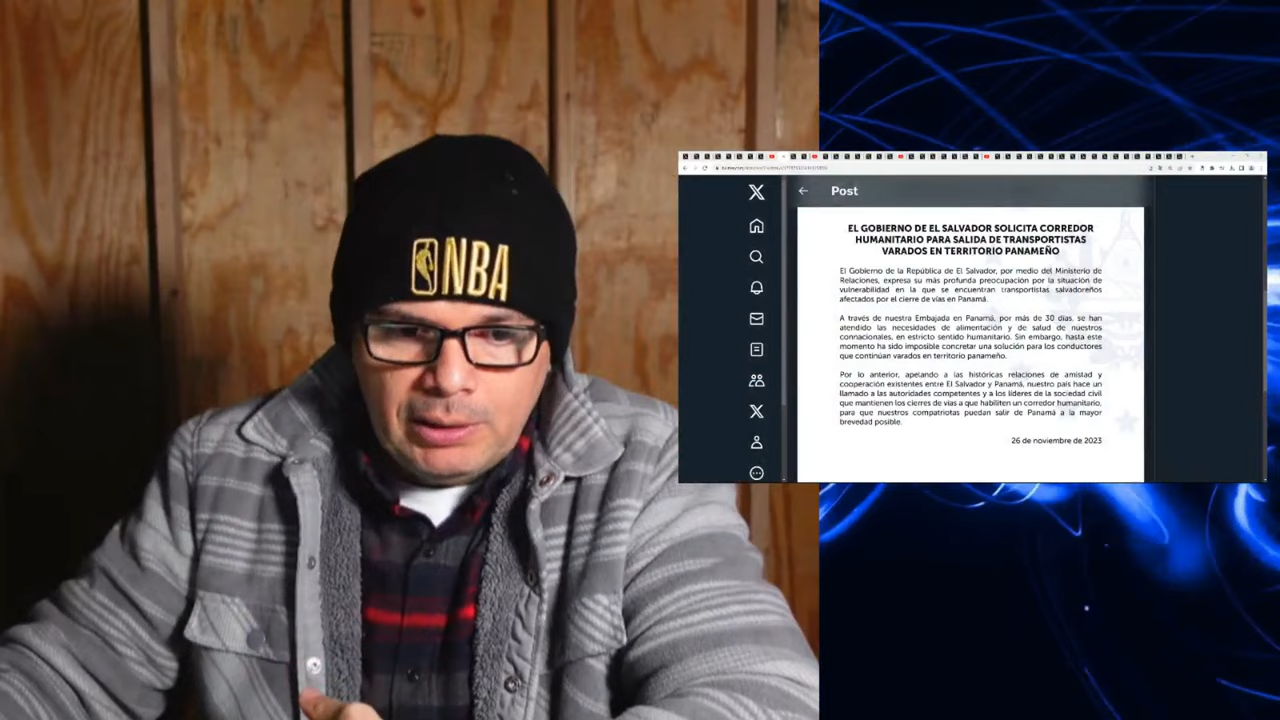 NBA
Post
EL GOBIERNO DE EL SALVADOR SOLICITA CORREDOR
HUMANITARIO PARA SALIDA DE TRANSPORTISTAS
VARADOS EN TERRITORIO PANAMEÑO
El Gobierno de la República de El Salvador, por medio del Ministerio de
Relaciones, expresa su más profunda preocupación por la situación de
vulnerabilidad en la que se encuentran transportistas salvadoreños
afectados por el cierre de vías en Panamá.
A través de nuestra Embajada en Panamá, por más de 30 días, se han
atendido las necesidades de alimentación y de salud de nuestros
connacionales, en estricto sentido humanitario. Sin embargo, hasta este
momento ha sido imposible concretar una solución para los conductores
que continúan varados en territorio panameño.
Por lo anterior, apelando a las históricas relaciones de amistad y
cooperación existentes entre El Salvador y Panamá, nuestro país hace un
llamado a las autoridades competentes y a los líderes de la sociedad civil
que mantienen los cierres de vías a que habiliten un corredor humanitario,
para que nuestros compatriotas puedan salir de Panamá a la mayor
brevedad posible.
26 de noviembre de 2023